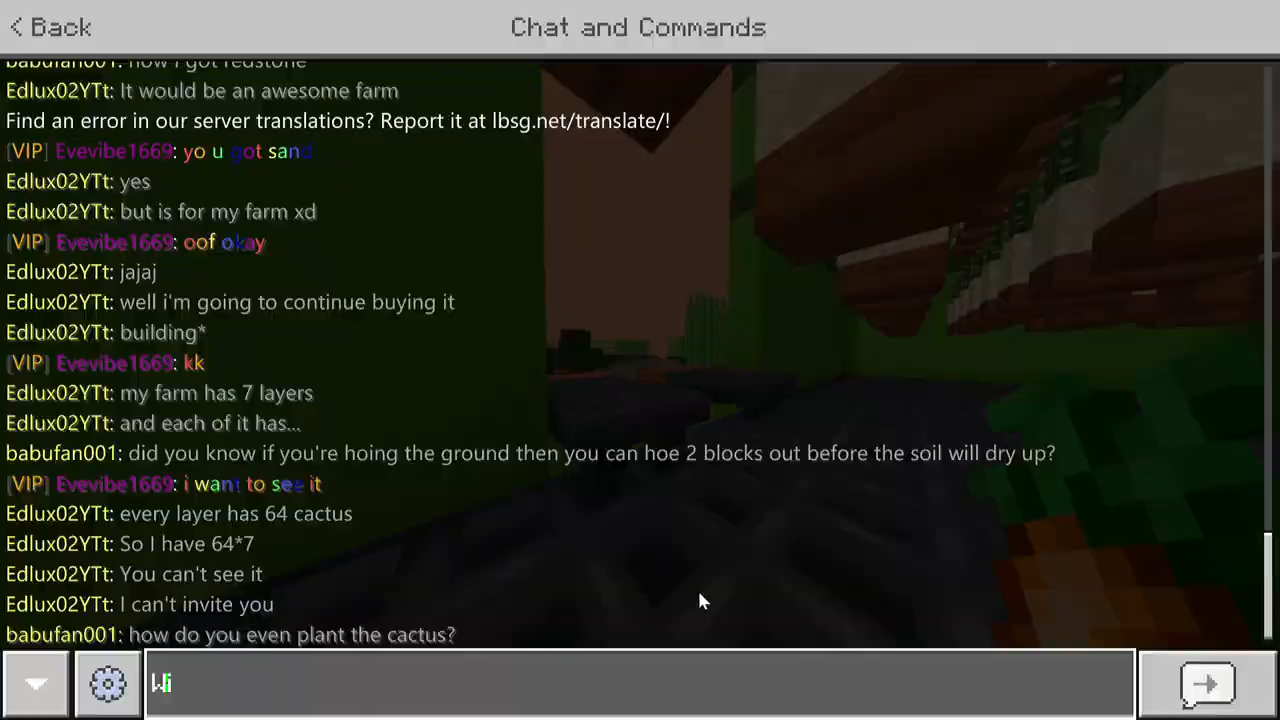 Back
Chat and Commands
babufan001: now i got redstone
Edlux02YTt: It would be an awesome farm
Find an error in our server translations? Report it at lbsg.net/translate/!
[VIP] Evevibe1669: yo u got sand
Edlux02YTt: yes
Edlux02YTt: but is for my farm xd
[VIP] Evevibe1669: oof okay
Edlux02YTt: jajaj
Edlux02YTt: well i'm going to continue buying it
Edlux02YTt: building*
[VIP] Evevibe1669: kk
Edlux02YTt: my farm has 7 layers
Edlux02YTt: and each of it has...
babufan001: did you know if you're hoing the ground then you can hoe 2 blocks out before the soil will dry up?
[VIP] Evevibe1669: i want to see it
Edlux02YTt: every layer has 64 cactus
Edlux02YTt: So I have 64*7
Edlux02YTt: You can't see it
Edlux02YTt: I can't invite you
babufan001: how do you even plant the cactus?
Wi